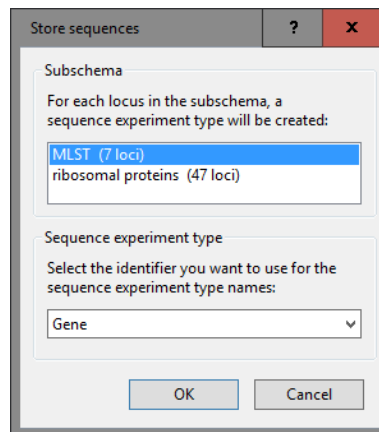 Store sequences ? x
Subschema
For each locus in the subschema, a
sequence experiment type will be created:
MLST (7 loci)
ribosomal proteins (47 loci)
Sequence experiment type
Select the identifier you want to use for the
sequence experiment type names:
Gene
OK Cancel